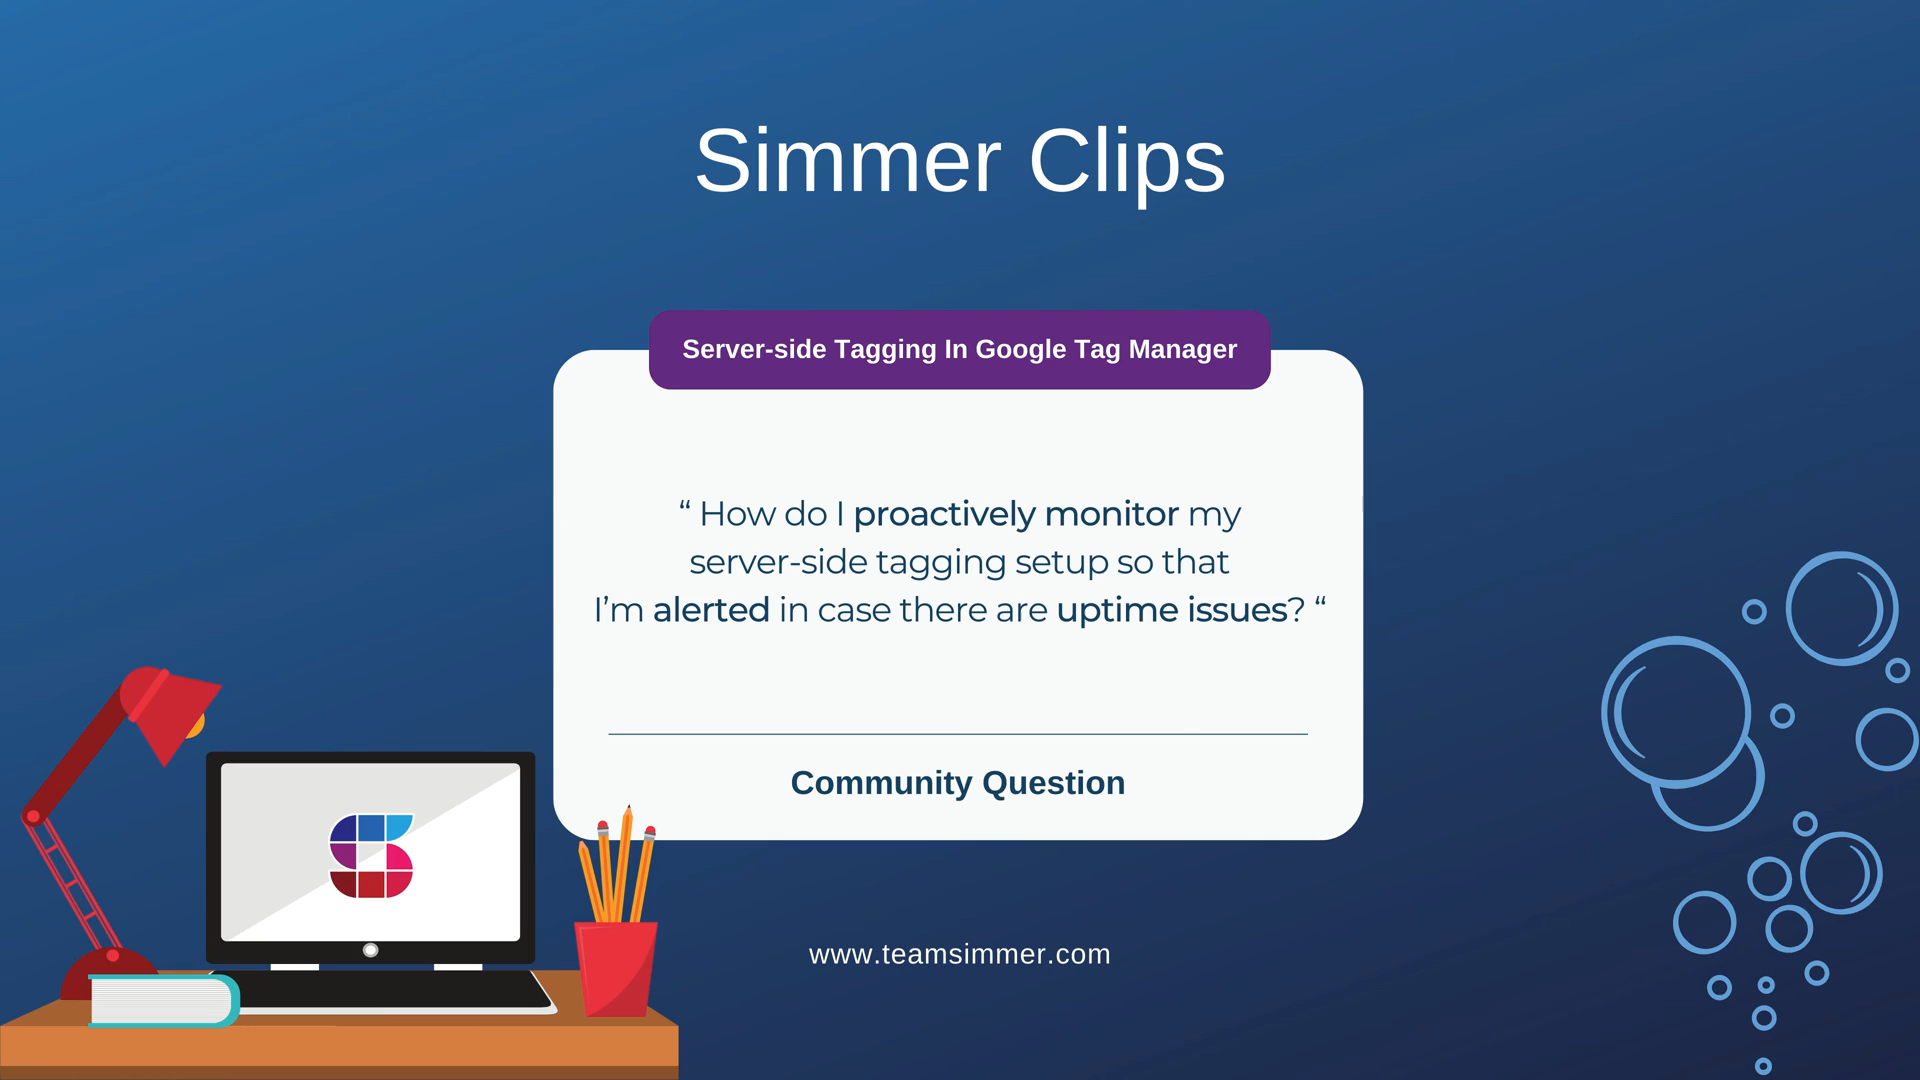 Simmer Clips
Server-side Tagging In Google Tag Manager
“ How do I proactively monitor my
server-side tagging setup so that
I’m alerted in case there are uptime issues? “
Community Question
www.teamsimmer.com